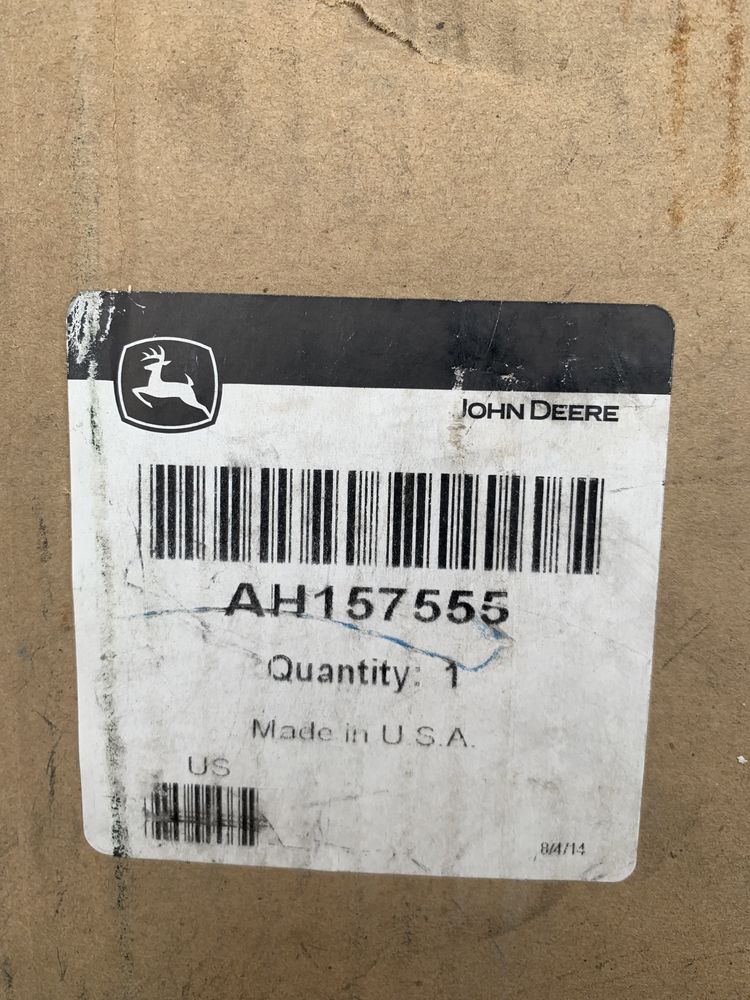 JOHN DEERE
AH157555
Quantity: 1
Made in U.S.A.
US
8/4/14